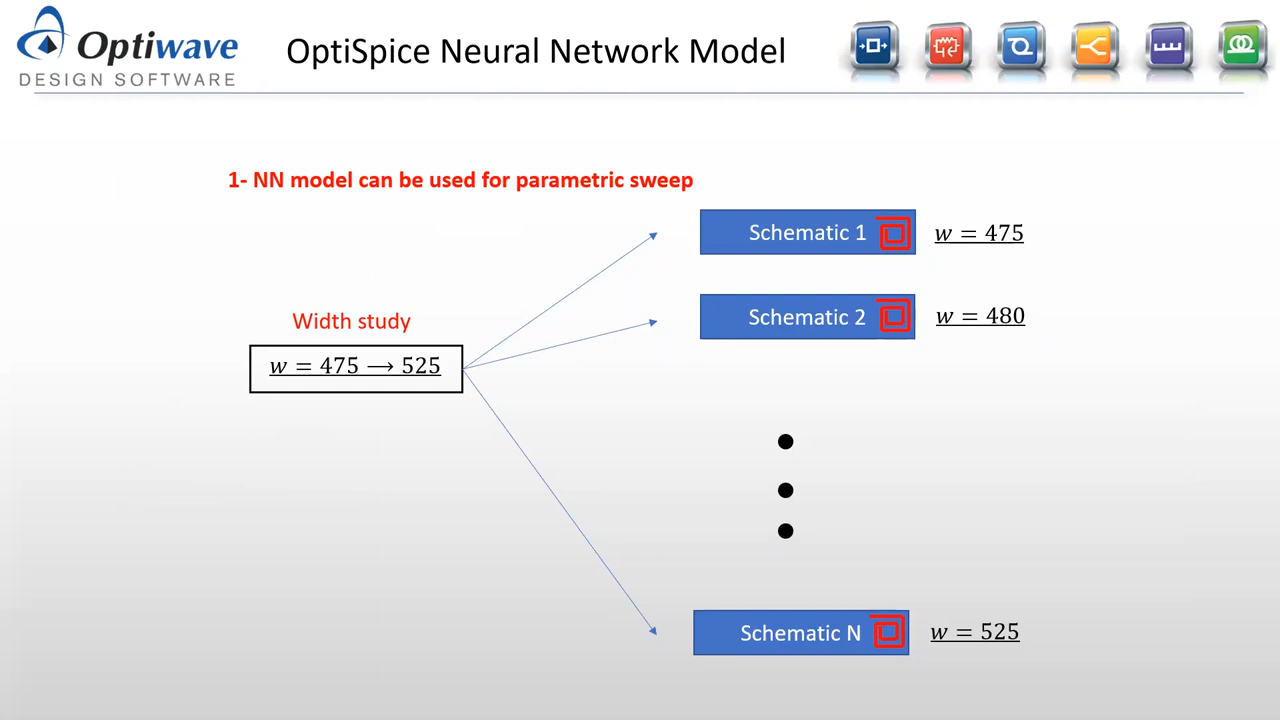 Optiwave
DESIGN SOFTWARE
OptiSpice Neural Network Model
1- NN model can be used for parametric sweep
Schematic 1
w = 475
Schematic 2
w = 480
Width study
w = 475 → 525
Schematic N
w = 525